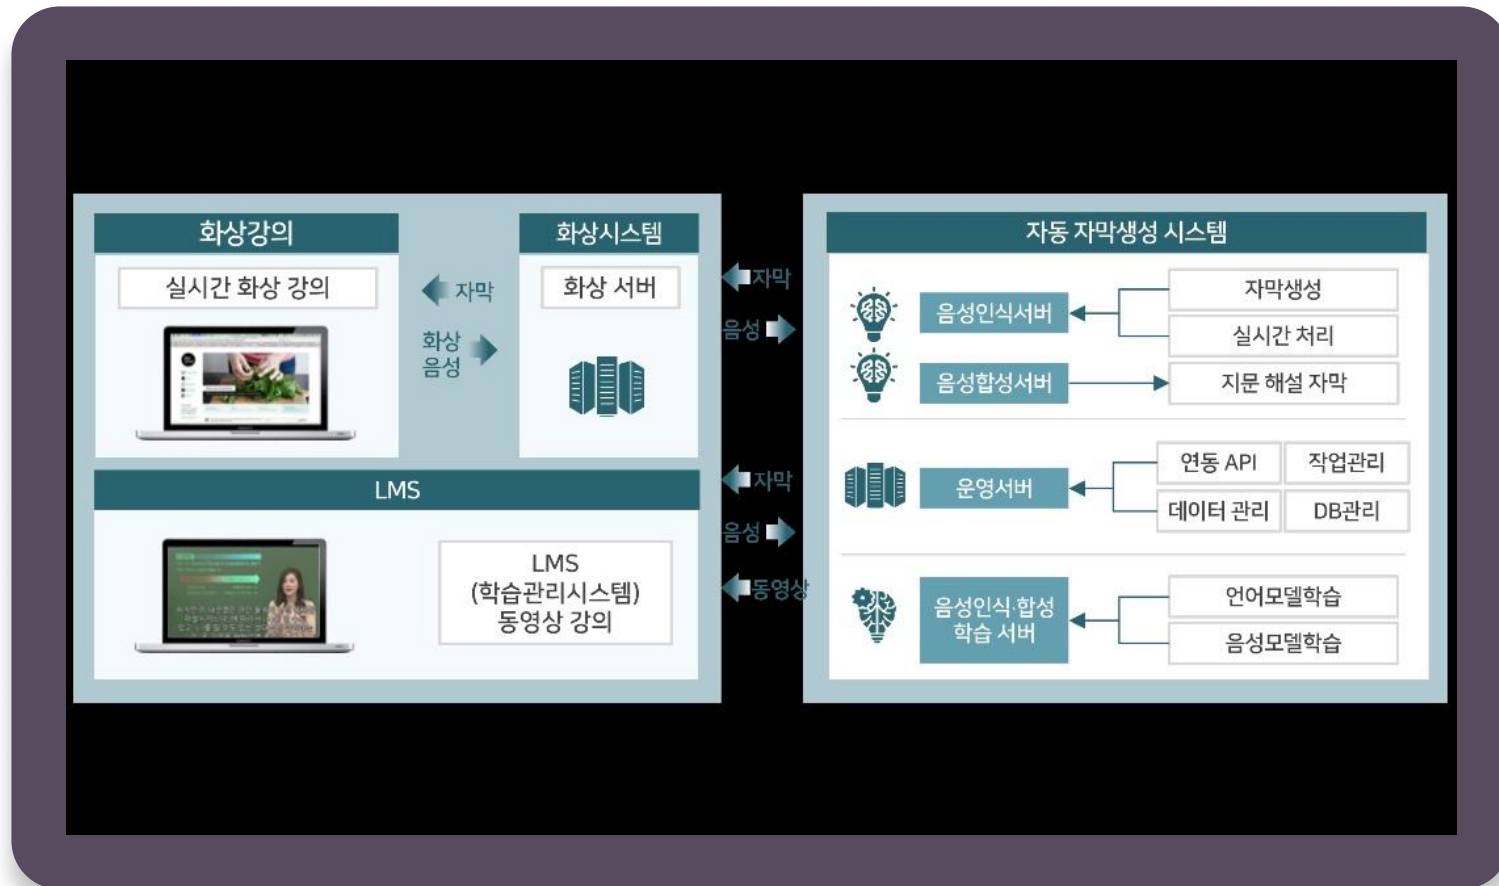 화상강의
실시간 화상 강의
자막
화상
음성
화상시스템
화상 서버
LMS
LMS
(학습관리시스템)
동영상 강의
자막
음성
자막
음성
동영상
자동 자막생성 시스템
음성인식서버
자막생성
실시간 처리
음성합성서버
지문 해설 자막
운영서버
연동 API
작업관리
데이터 관리
DB관리
음성인식·합성
학습 서버
언어모델학습
음성모델학습